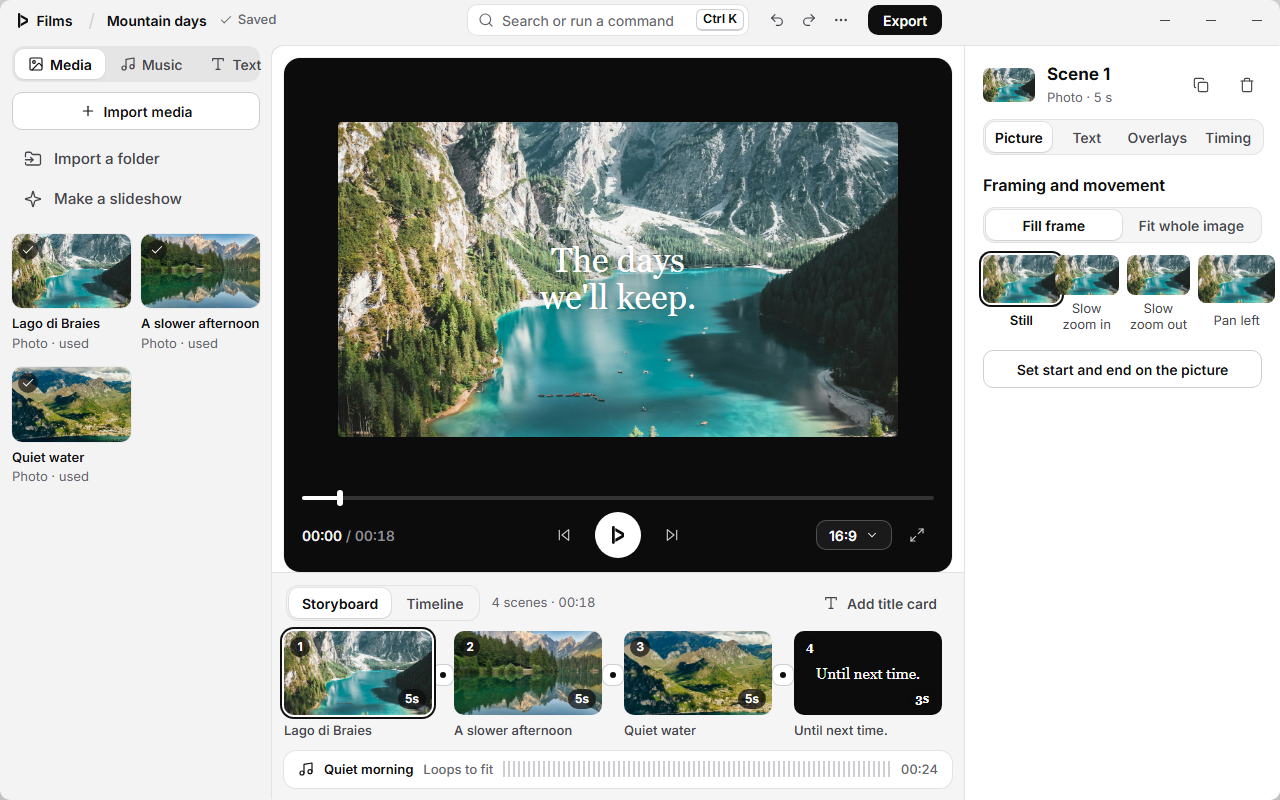 Films / Mountain days Saved
Search or run a command Ctrl K
Export
Media Music Text
Import media
Import a folder
Make a slideshow
Lago di Braies
Photo · used
A slower afternoon
Photo · used
Quiet water
Photo · used
The days
we'll keep.
00:00 / 00:18
16:9
Storyboard Timeline 4 scenes · 00:18
Add title card
1
5s
Lago di Braies
2
5s
A slower afternoon
3
5s
Quiet water
4
Until next time.
3s
Until next time.
Quiet morning Loops to fit 00:24
Scene 1
Photo · 5 s
Picture Text Overlays Timing
Framing and movement
Fill frame Fit whole image
Still
Slow
zoom in
Slow
zoom out
Pan left
Set start and end on the picture